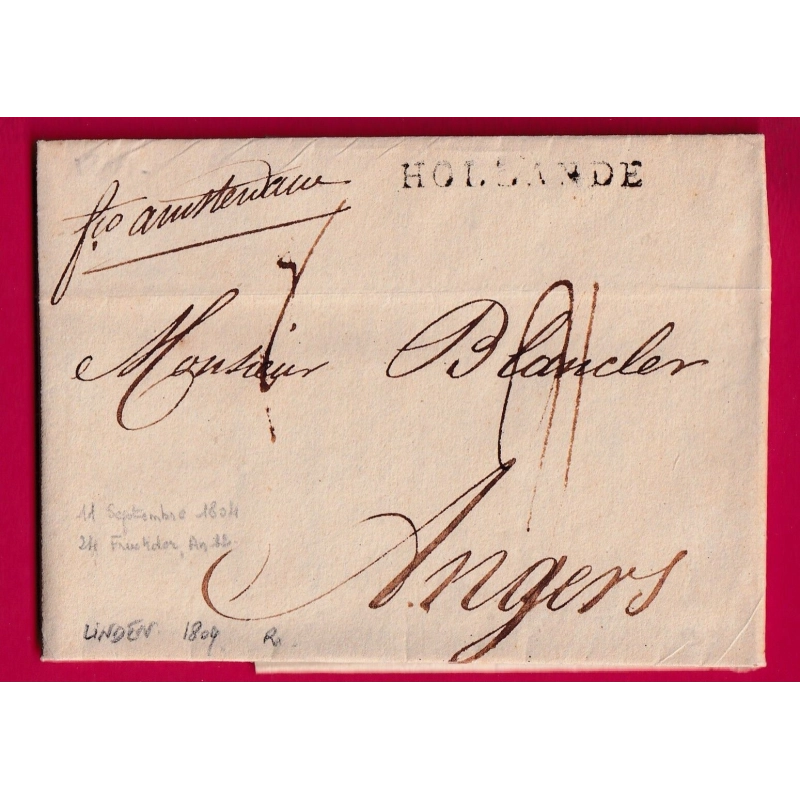 fco amsterdam
HOLLANDE
Monsieur Blancler
Angers
11 Septembre 1804
24 Fructidor, An 12
LINDEN 1809 R